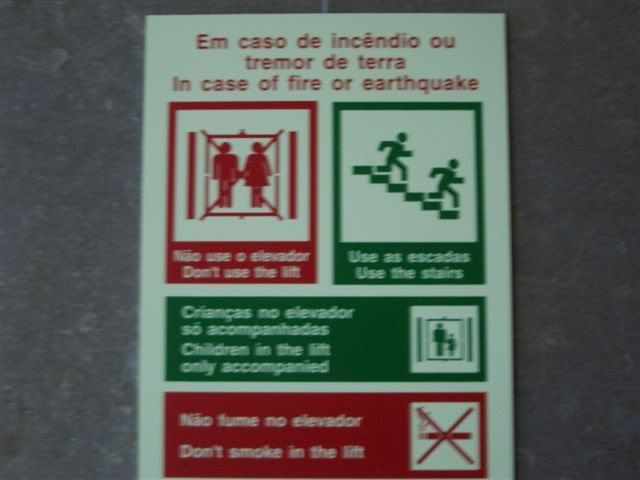 Em caso de incêndio ou
tremor de terra
In case of fire or earthquake
Não use o elevador
Don't use the lift
Use as escadas
Use the stairs
Crianças no elevador
só acompanhadas
Children in the lift
only accompanied
Não fume no elevador
Don't smoke in the lift